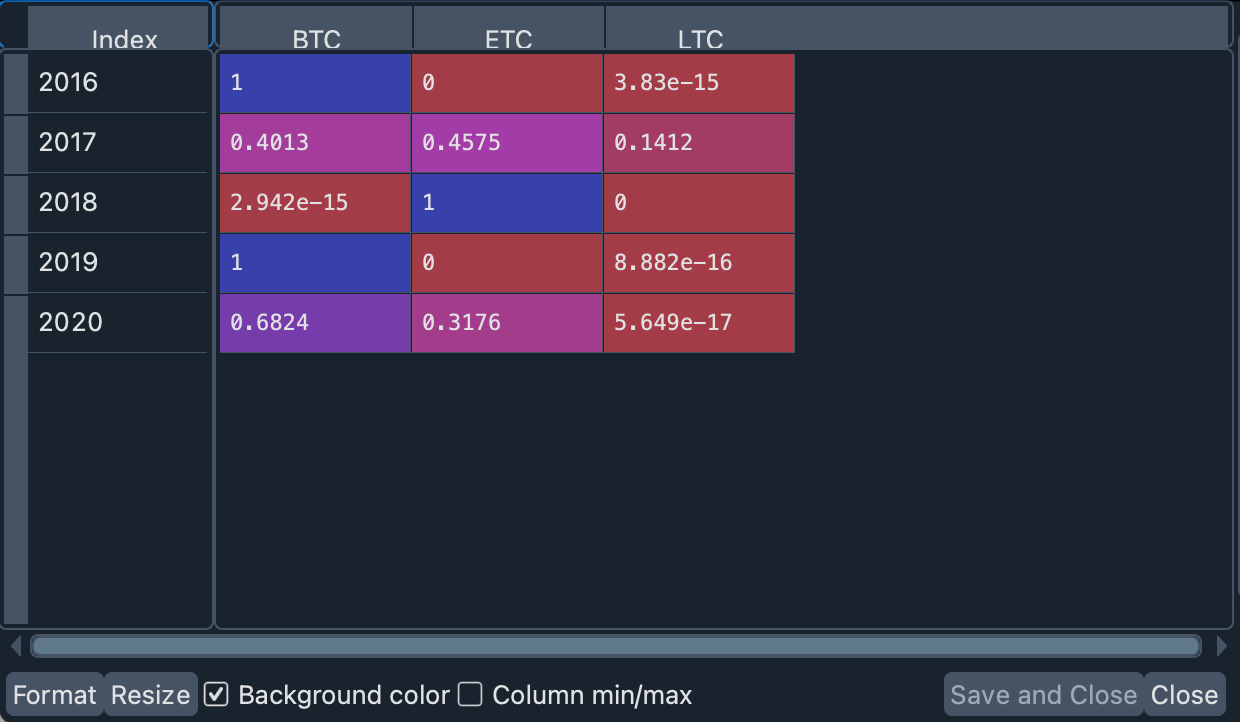 Index BTC ETC LTC
2016 1 0 3.83e-15
2017 0.4013 0.4575 0.1412
2018 2.942e-15 1 0
2019 1 0 8.882e-16
2020 0.6824 0.3176 5.649e-17
Format Resize Background color Column min/max Save and Close Close